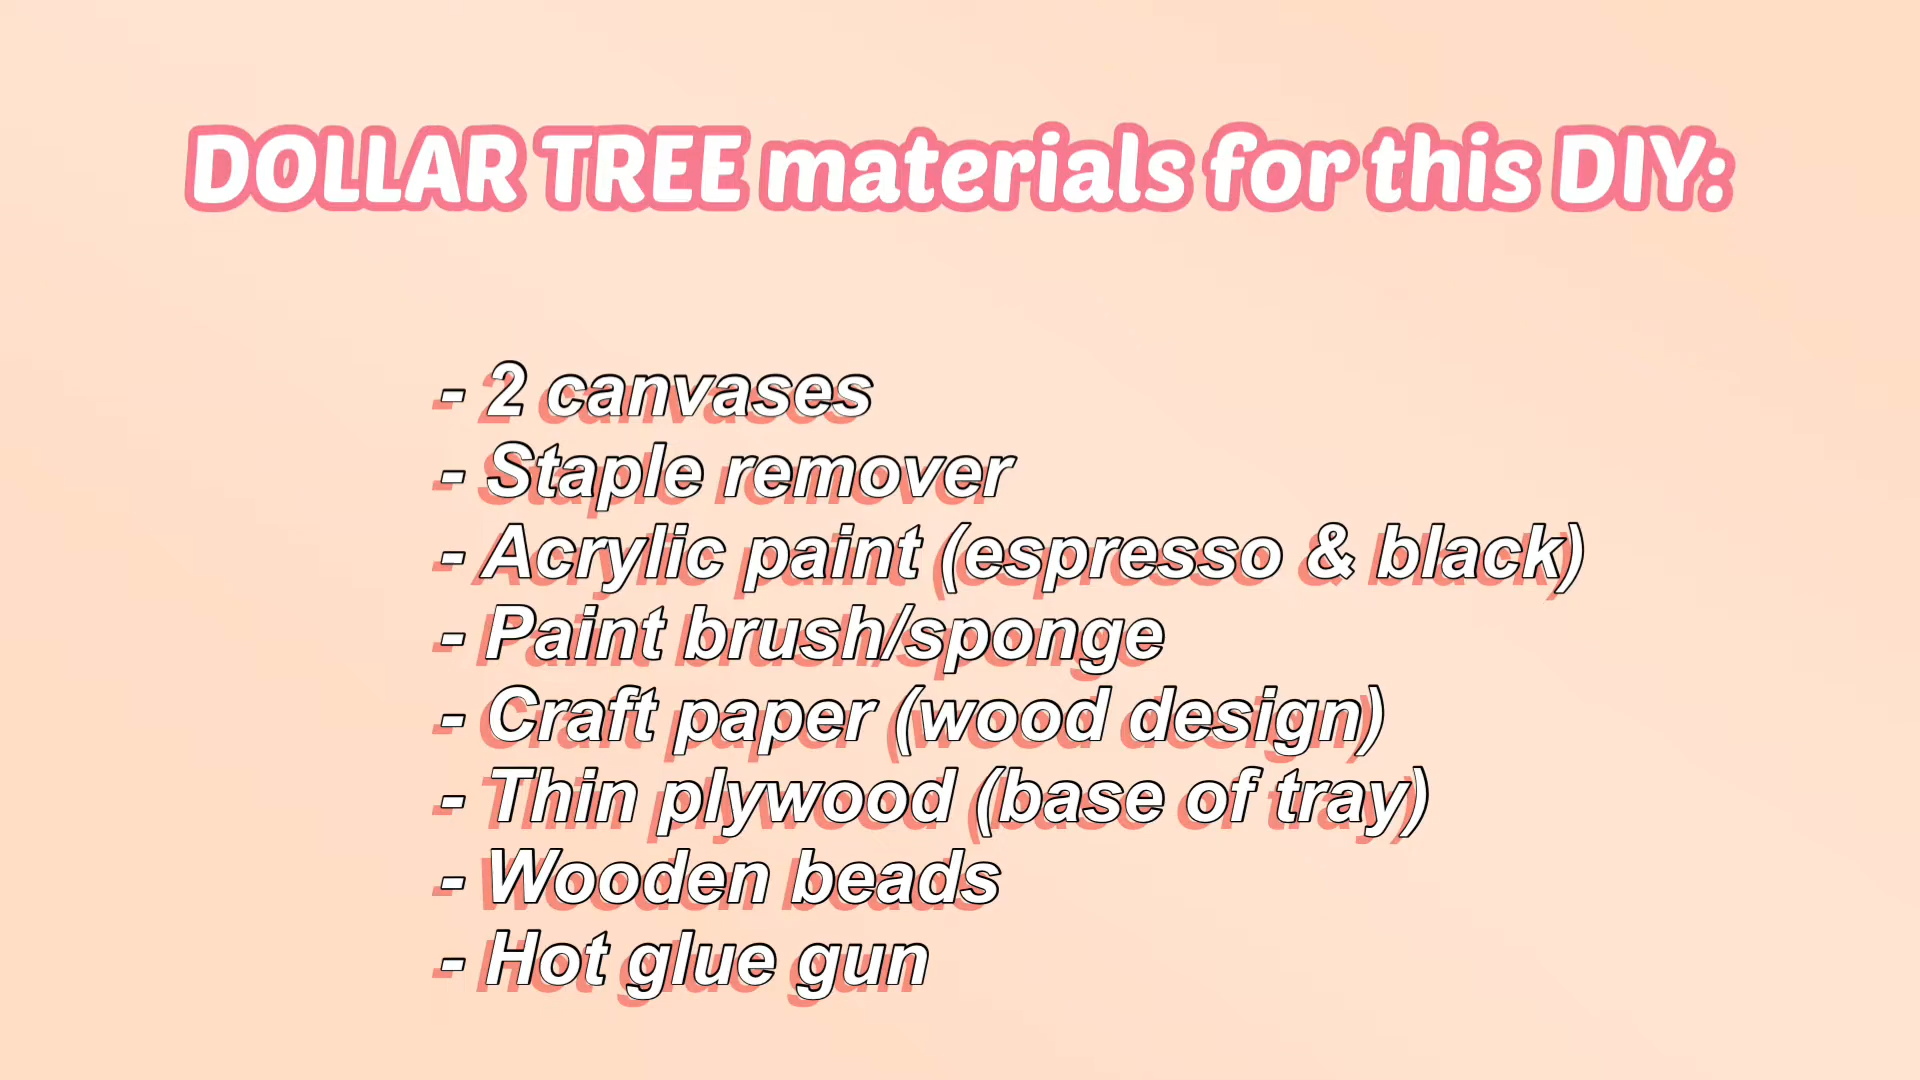 DOLLAR TREE materials for this DIY:
- 2 canvases
- Staple remover
- Acrylic paint (espresso & black)
- Paint brush/sponge
- Craft paper (wood design)
- Thin plywood (base of tray)
- Wooden beads
- Hot glue gun